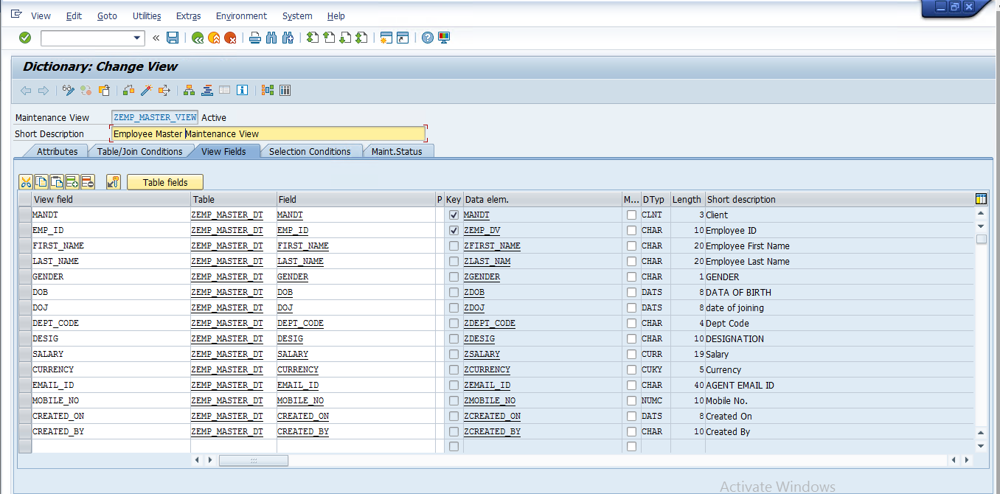 View Edit Goto Utilities Extras Environment System Help
Dictionary: Change View
Maintenance View ZEMP_MASTER_VIEW Active
Short Description Employee Master Maintenance View
Attributes Table/Join Conditions View Fields Selection Conditions Maint.Status
Table fields
View field Table Field P Key Data elem. M... DTyp Length Short description
MANDT ZEMP_MASTER_DT MANDT MANDT CLNT 3 Client
EMP_ID ZEMP_MASTER_DT EMP_ID ZEMP_DV CHAR 10 Employee ID
FIRST_NAME ZEMP_MASTER_DT FIRST_NAME ZFIRST_NAME CHAR 20 Employee First Name
LAST_NAME ZEMP_MASTER_DT LAST_NAME ZLAST_NAM CHAR 20 Employee Last Name
GENDER ZEMP_MASTER_DT GENDER ZGENDER CHAR 1 GENDER
DOB ZEMP_MASTER_DT DOB ZDOB DATS 8 DATA OF BIRTH
DOJ ZEMP_MASTER_DT DOJ ZDOJ DATS 8 date of joining
DEPT_CODE ZEMP_MASTER_DT DEPT_CODE ZDEPT_CODE CHAR 4 Dept Code
DESIG ZEMP_MASTER_DT DESIG ZDESIG CHAR 10 DESIGNATION
SALARY ZEMP_MASTER_DT SALARY ZSALARY CURR 19 Salary
CURRENCY ZEMP_MASTER_DT CURRENCY ZCURRENCY CUKY 5 Currency
EMAIL_ID ZEMP_MASTER_DT EMAIL_ID ZEMAIL_ID CHAR 40 AGENT EMAIL ID
MOBILE_NO ZEMP_MASTER_DT MOBILE_NO ZMOBILE_NO NUMC 10 Mobile No.
CREATED_ON ZEMP_MASTER_DT CREATED_ON ZCREATED_ON DATS 8 Created On
CREATED_BY ZEMP_MASTER_DT CREATED_BY ZCREATED_BY CHAR 10 Created By
Activate Windows